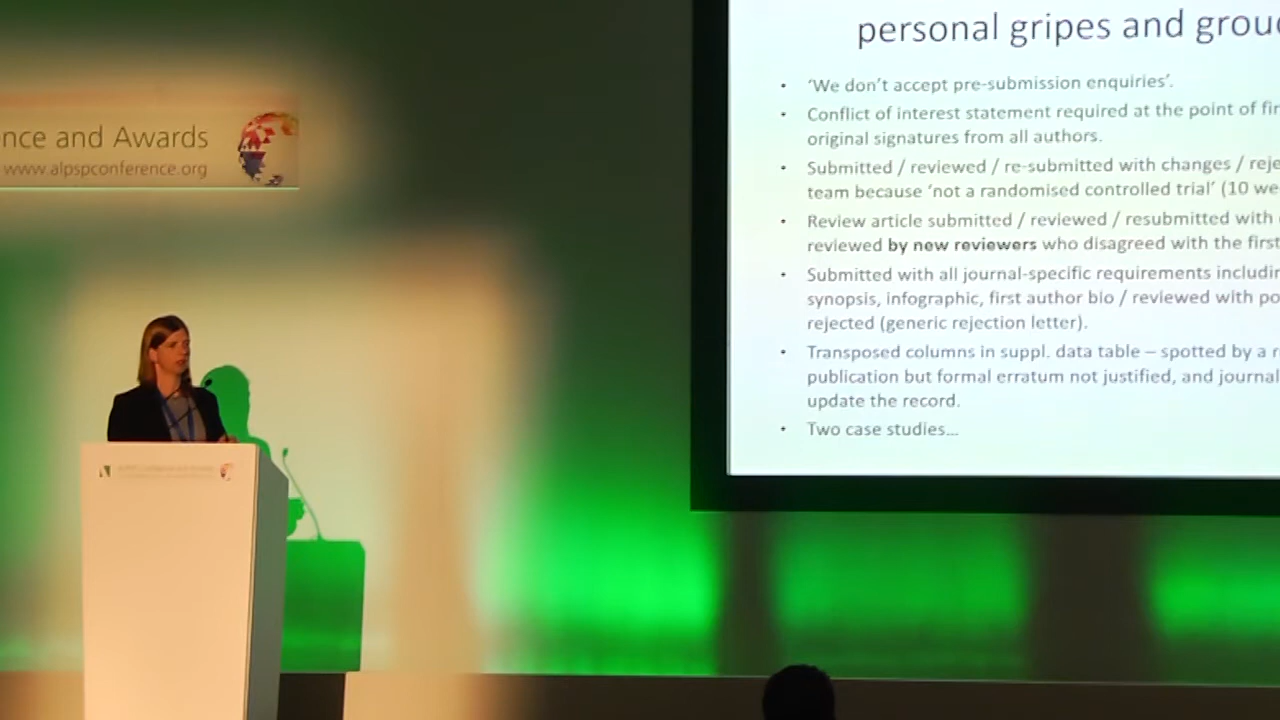 nce and Awards
www.alpspconference.org
personal gripes and grou
• 'We don't accept pre-submission enquiries'.
• Conflict of interest statement required at the point of fir
original signatures from all authors.
• Submitted / reviewed / re-submitted with changes / reje
team because 'not a randomised controlled trial' (10 we
• Review article submitted / reviewed / resubmitted with
reviewed by new reviewers who disagreed with the first
• Submitted with all journal-specific requirements includin
synopsis, infographic, first author bio / reviewed with po
rejected (generic rejection letter).
• Transposed columns in suppl. data table – spotted by a r
publication but formal erratum not justified, and journal
update the record.
• Two case studies...